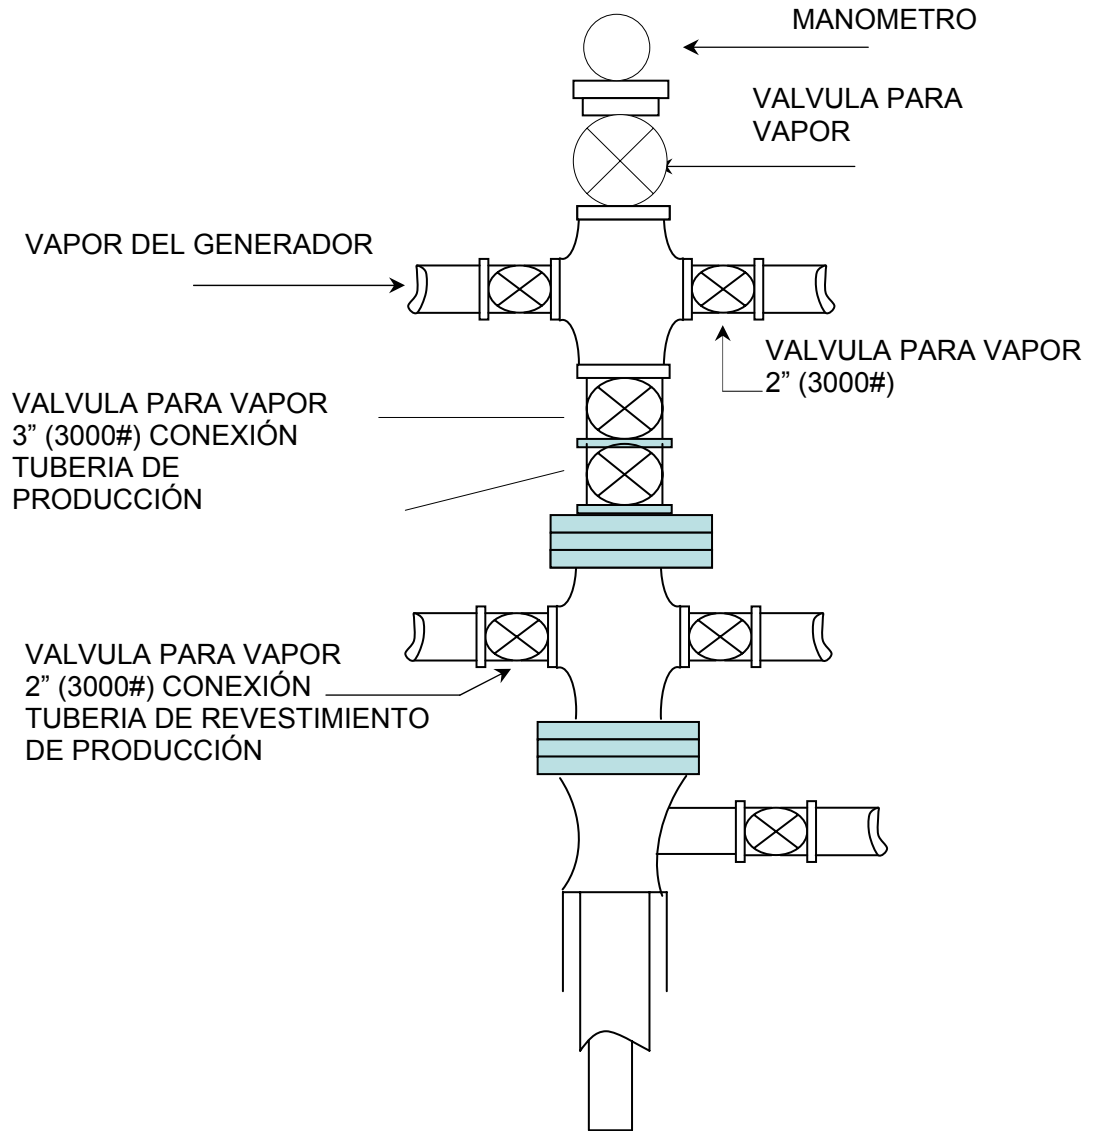 MANOMETRO
VALVULA PARA
VAPOR
VAPOR DEL GENERADOR
VALVULA PARA VAPOR
2” (3000#)
VALVULA PARA VAPOR
3” (3000#) CONEXIÓN
TUBERIA DE
PRODUCCIÓN
VALVULA PARA VAPOR
2” (3000#) CONEXIÓN
TUBERIA DE REVESTIMIENTO
DE PRODUCCIÓN